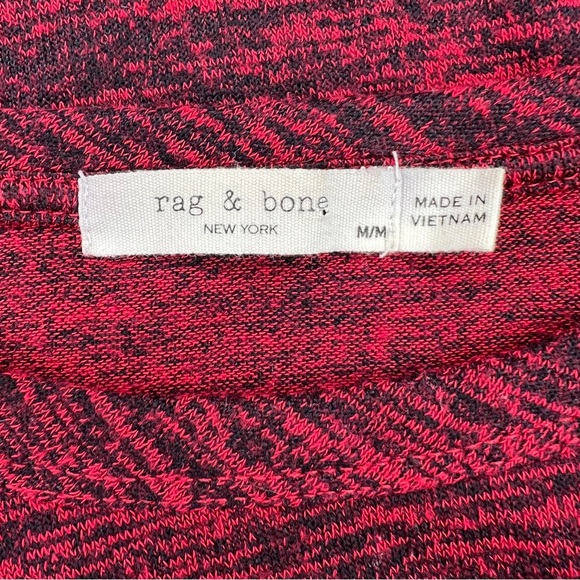 rag & bone
NEW YORK
M/M
MADE IN
VIETNAM